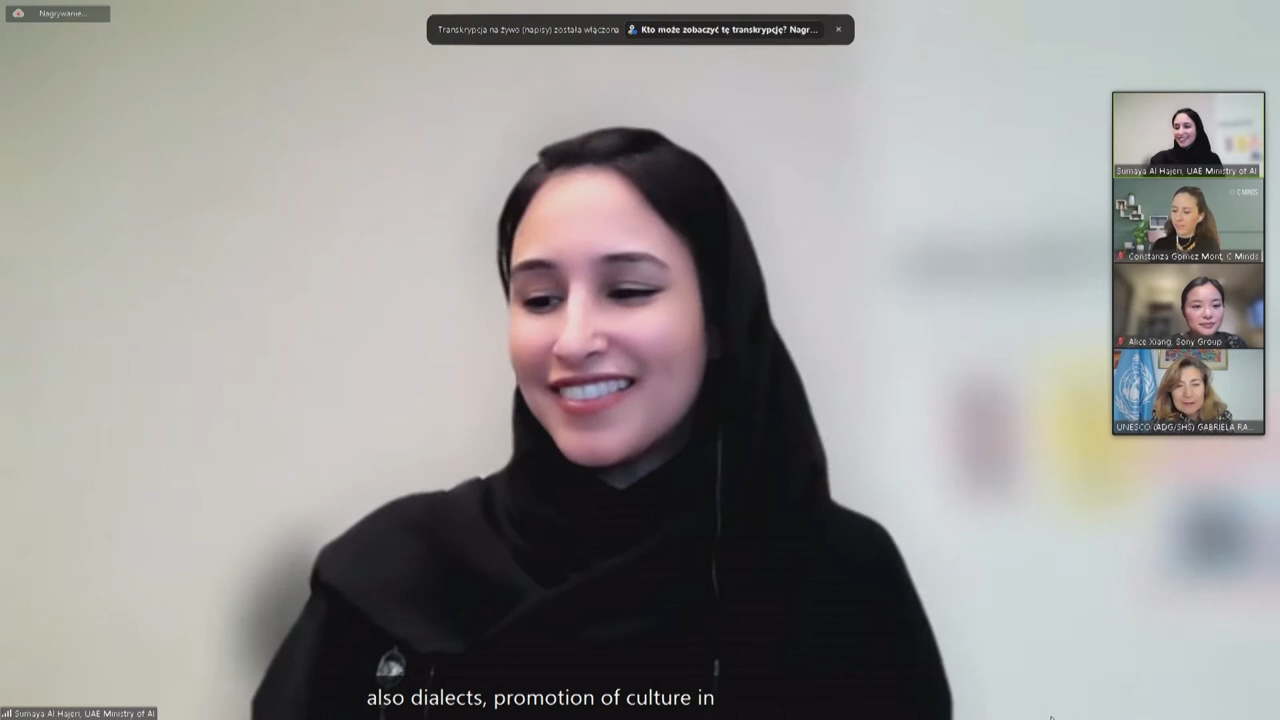 Nagrywanie...
Transkrypcja na żywo (napisy) została włączona Kto może zobaczyć tę transkrypcję? Nagr...
Sumaya Al Hajeri, UAE Ministry of AI
C MINDS
Constanza Gomez Mont, C Minds
Alice Xiang, Sony Group
UNESCO (ADG/SHS) GABRIELA RA...
also dialects, promotion of culture in
Sumaya Al Hajeri, UAE Ministry of AI